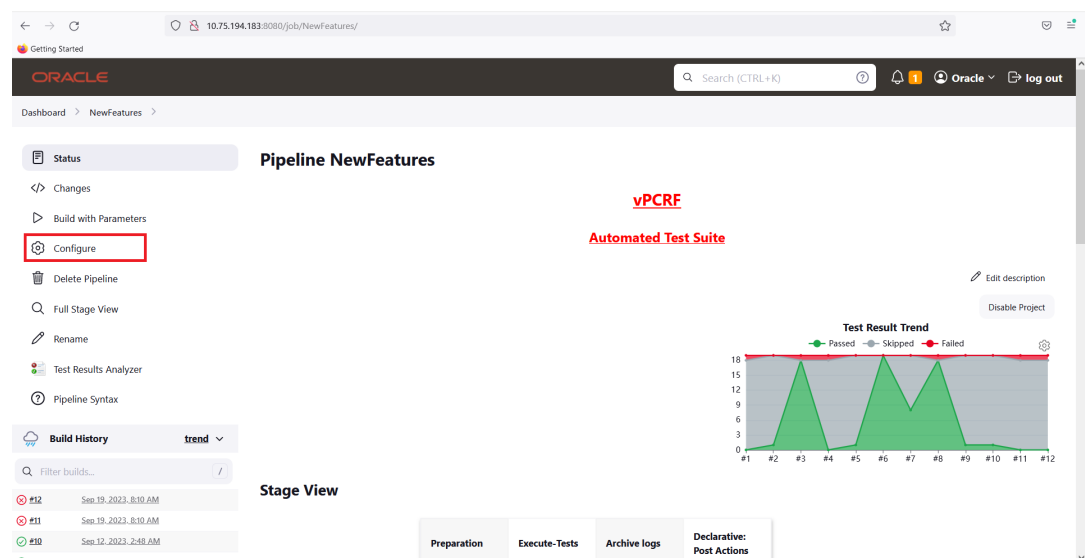 10.75.194.183:8080/job/NewFeatures/
Getting Started
ORACLE
Search (CTRL+K)
?
1
Oracle
log out
Dashboard > NewFeatures >
Status
</> Changes
Build with Parameters
Configure
Delete Pipeline
Full Stage View
Rename
Test Results Analyzer
? Pipeline Syntax
Build History
trend
Filter builds...
/
#12 Sep 19, 2023, 8:10 AM
#11 Sep 19, 2023, 8:10 AM
#10 Sep 12, 2023, 2:48 AM
Pipeline NewFeatures
vPCRF
Automated Test Suite
Edit description
Disable Project
Test Result Trend
Passed Skipped Failed
18
15
12
9
6
3
0
#1 #2 #3 #4 #5 #6 #7 #8 #9 #10 #11 #12
Stage View
Preparation Execute-Tests Archive logs Declarative:
Post Actions